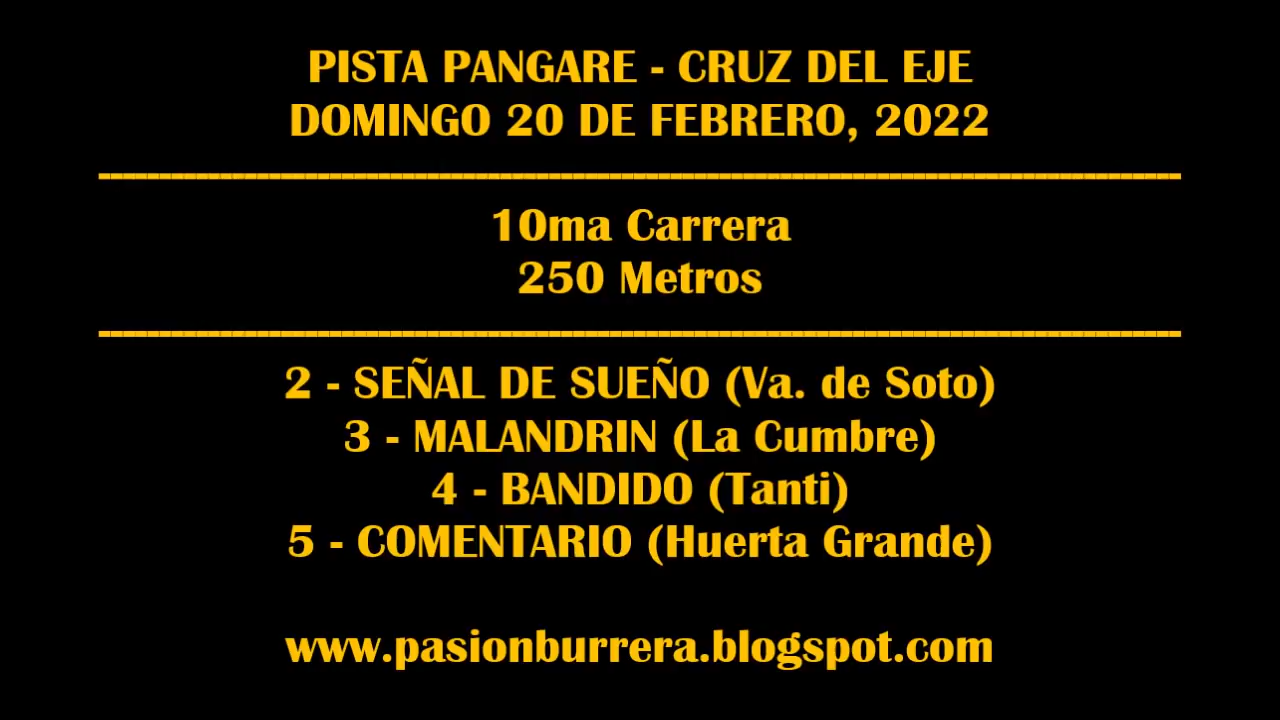 PISTA PANGARE - CRUZ DEL EJE
DOMINGO 20 DE FEBRERO, 2022
10ma Carrera
250 Metros
2 - SEÑAL DE SUEÑO (Va. de Soto)
3 - MALANDRIN (La Cumbre)
4 - BANDIDO (Tanti)
5 - COMENTARIO (Huerta Grande)
www.pasionburrera.blogspot.com